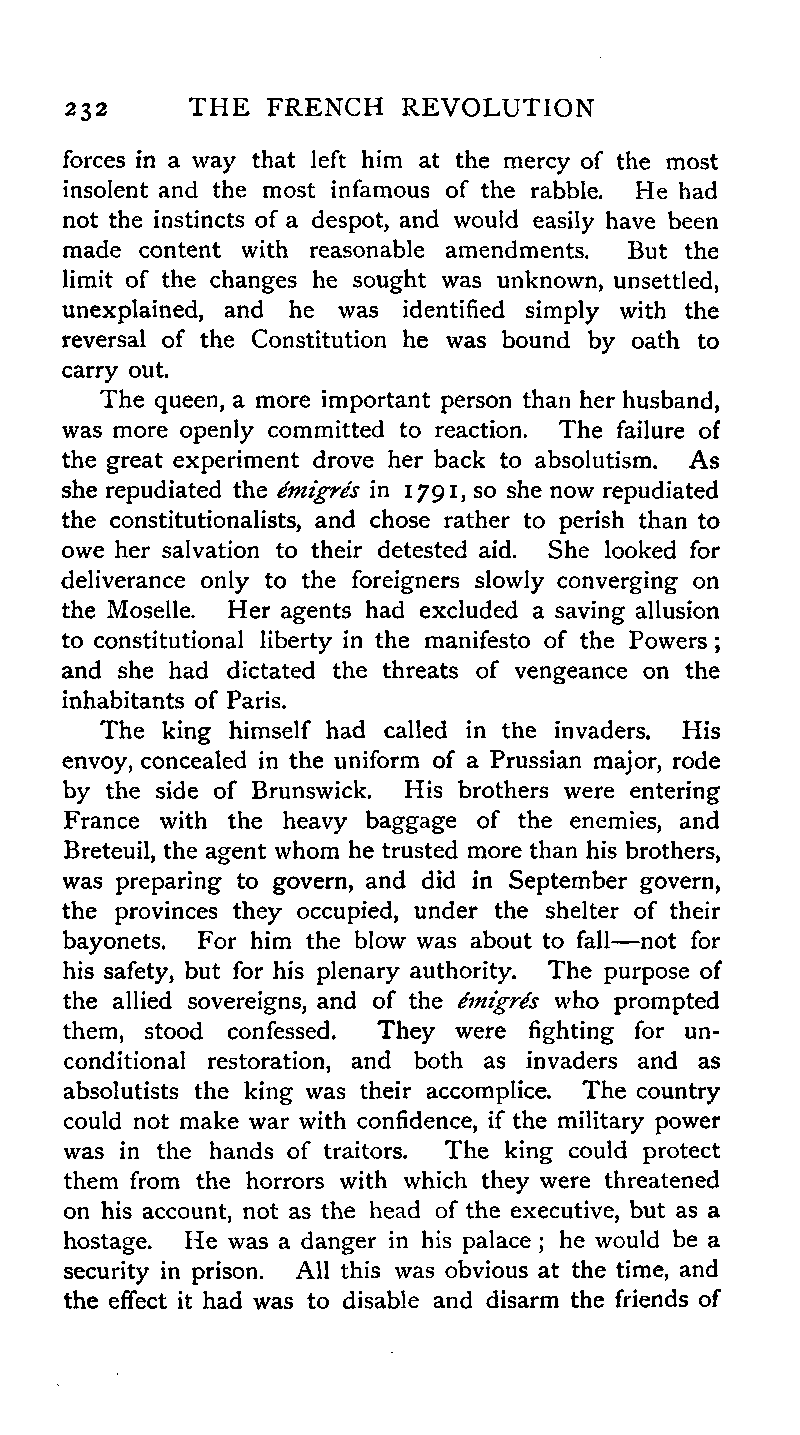 232 THE FRENCH REVOLUTION
forces in a way that left him at the mercy of the most
insolent and the most infamous of the rabble. He had
not the instincts of a despot, and would easily have been
made content with reasonable amendments. But the
limit of the changes he sought was unknown, unsettled,
unexplained, and he was identified simply with the
reversal of the Constitution he was bound by oath to
carry out.
The queen, a more important person than her husband,
was more openly committed to reaction. The failure of
the great experiment drove her back to absolutism. As
she repudiated the émigrés in 1791, so she now repudiated
the constitutionalists, and chose rather to perish than to
owe her salvation to their detested aid. She looked for
deliverance only to the foreigners slowly converging on
the Moselle. Her agents had excluded a saving allusion
to constitutional liberty in the manifesto of the Powers ;
and she had dictated the threats of vengeance on the
inhabitants of Paris.
The king himself had called in the invaders. His
envoy, concealed in the uniform of a Prussian major, rode
by the side of Brunswick. His brothers were entering
France with the heavy baggage of the enemies, and
Breteuil, the agent whom he trusted more than his brothers,
was preparing to govern, and did in September govern,
the provinces they occupied, under the shelter of their
bayonets. For him the blow was about to fall—not for
his safety, but for his plenary authority. The purpose of
the allied sovereigns, and of the émigrés who prompted
them, stood confessed. They were fighting for un-
conditional restoration, and both as invaders and as
absolutists the king was their accomplice. The country
could not make war with confidence, if the military power
was in the hands of traitors. The king could protect
them from the horrors with which they were threatened
on his account, not as the head of the executive, but as a
hostage. He was a danger in his palace ; he would be a
security in prison. All this was obvious at the time, and
the effect it had was to disable and disarm the friends of